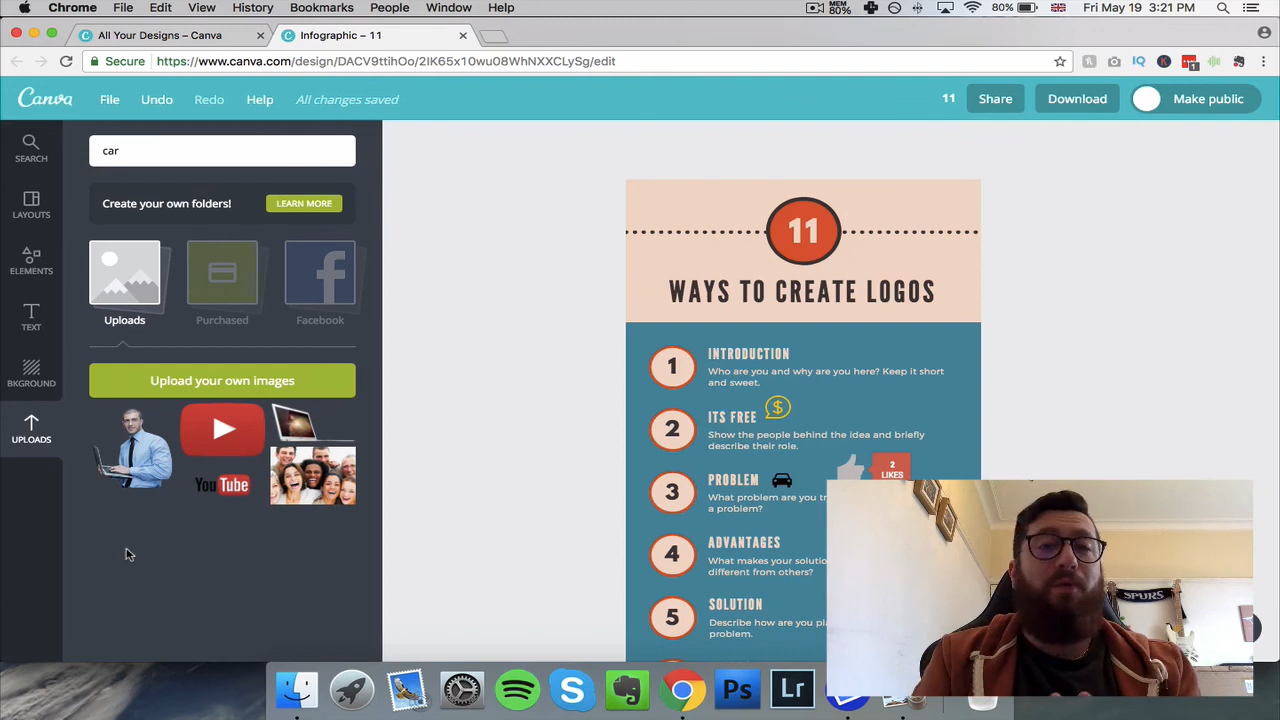 Chrome File Edit View History Bookmarks People Window Help MEM 80% 80% Fri May 19 3:21 PM
All Your Designs – Canva Infographic – 11
Secure https://www.canva.com/design/DACV9ttihOo/2IK65x10wu08WhNXXCLySg/edit IQ K 1
Canva File Undo Redo Help All changes saved 11 Share Download Make public
SEARCH
LAYOUTS
ELEMENTS
TEXT
BKGROUND
UPLOADS
car
Create your own folders! LEARN MORE
Uploads Purchased Facebook
Upload your own images
YouTube
11
WAYS TO CREATE LOGOS
1 INTRODUCTION
Who are you and why are you here? Keep it short
and sweet.
2 ITS FREE $
Show the people behind the idea and briefly
describe their role.
2
LIKES
3 PROBLEM
What problem are you
a problem?
4 ADVANTAGES
What makes your
different from others?
5 SOLUTION
Describe how are you
problem.
SPURS
Ps Lr